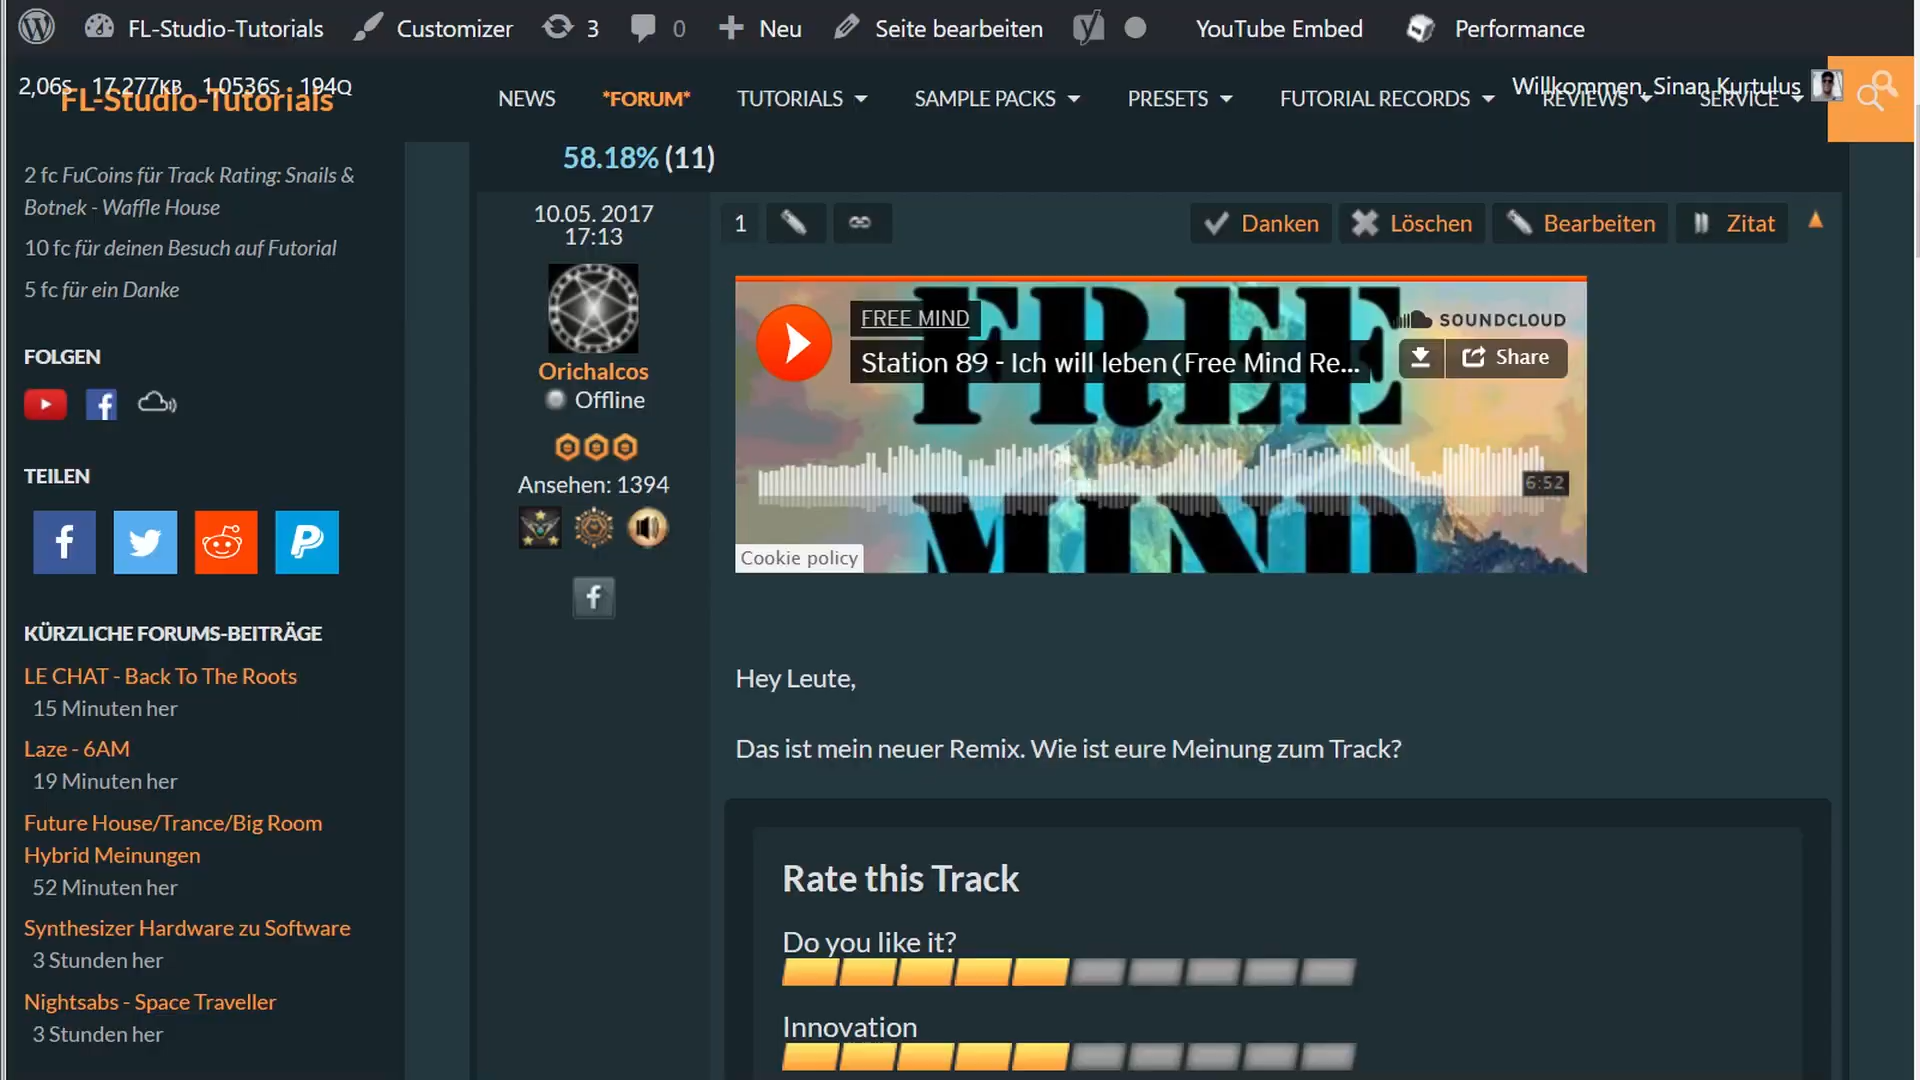 FL-Studio-Tutorials Customizer 3 0 Neu Seite bearbeiten YouTube Embed Performance
2,06S 17.277KB 1.0536S 194Q
Willkommen, Sinan Kurtulus
FL-Studio-Tutorials
NEWS *FORUM* TUTORIALS SAMPLE PACKS PRESETS FUTORIAL RECORDS REVIEWS SERVICE
2 fc FuCoins für Track Rating: Snails &
Botnek - Waffle House
10 fc für deinen Besuch auf Futorial
5 fc für ein Danke
FOLGEN
TEILEN
KÜRZLICHE FORUMS-BEITRÄGE
LE CHAT - Back To The Roots
15 Minuten her
Laze - 6AM
19 Minuten her
Future House/Trance/Big Room
Hybrid Meinungen
52 Minuten her
Synthesizer Hardware zu Software
3 Stunden her
Nightsabs - Space Traveller
3 Stunden her
58.18% (11)
10.05. 2017
17:13
Orichalcos
Offline
Ansehen: 1394
1 Danken Löschen Bearbeiten Zitat
FREE MIND
SOUNDCLOUD
Station 89 - Ich will leben (Free Mind Re...
Share
FREE
MIND
6:52
Cookie policy
Hey Leute,
Das ist mein neuer Remix. Wie ist eure Meinung zum Track?
Rate this Track
Do you like it?
Innovation